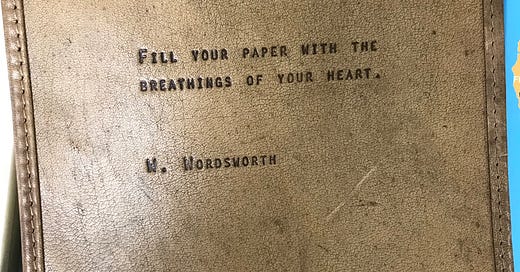 Fill your paper with the
breathings of your heart.
W. Wordsworth